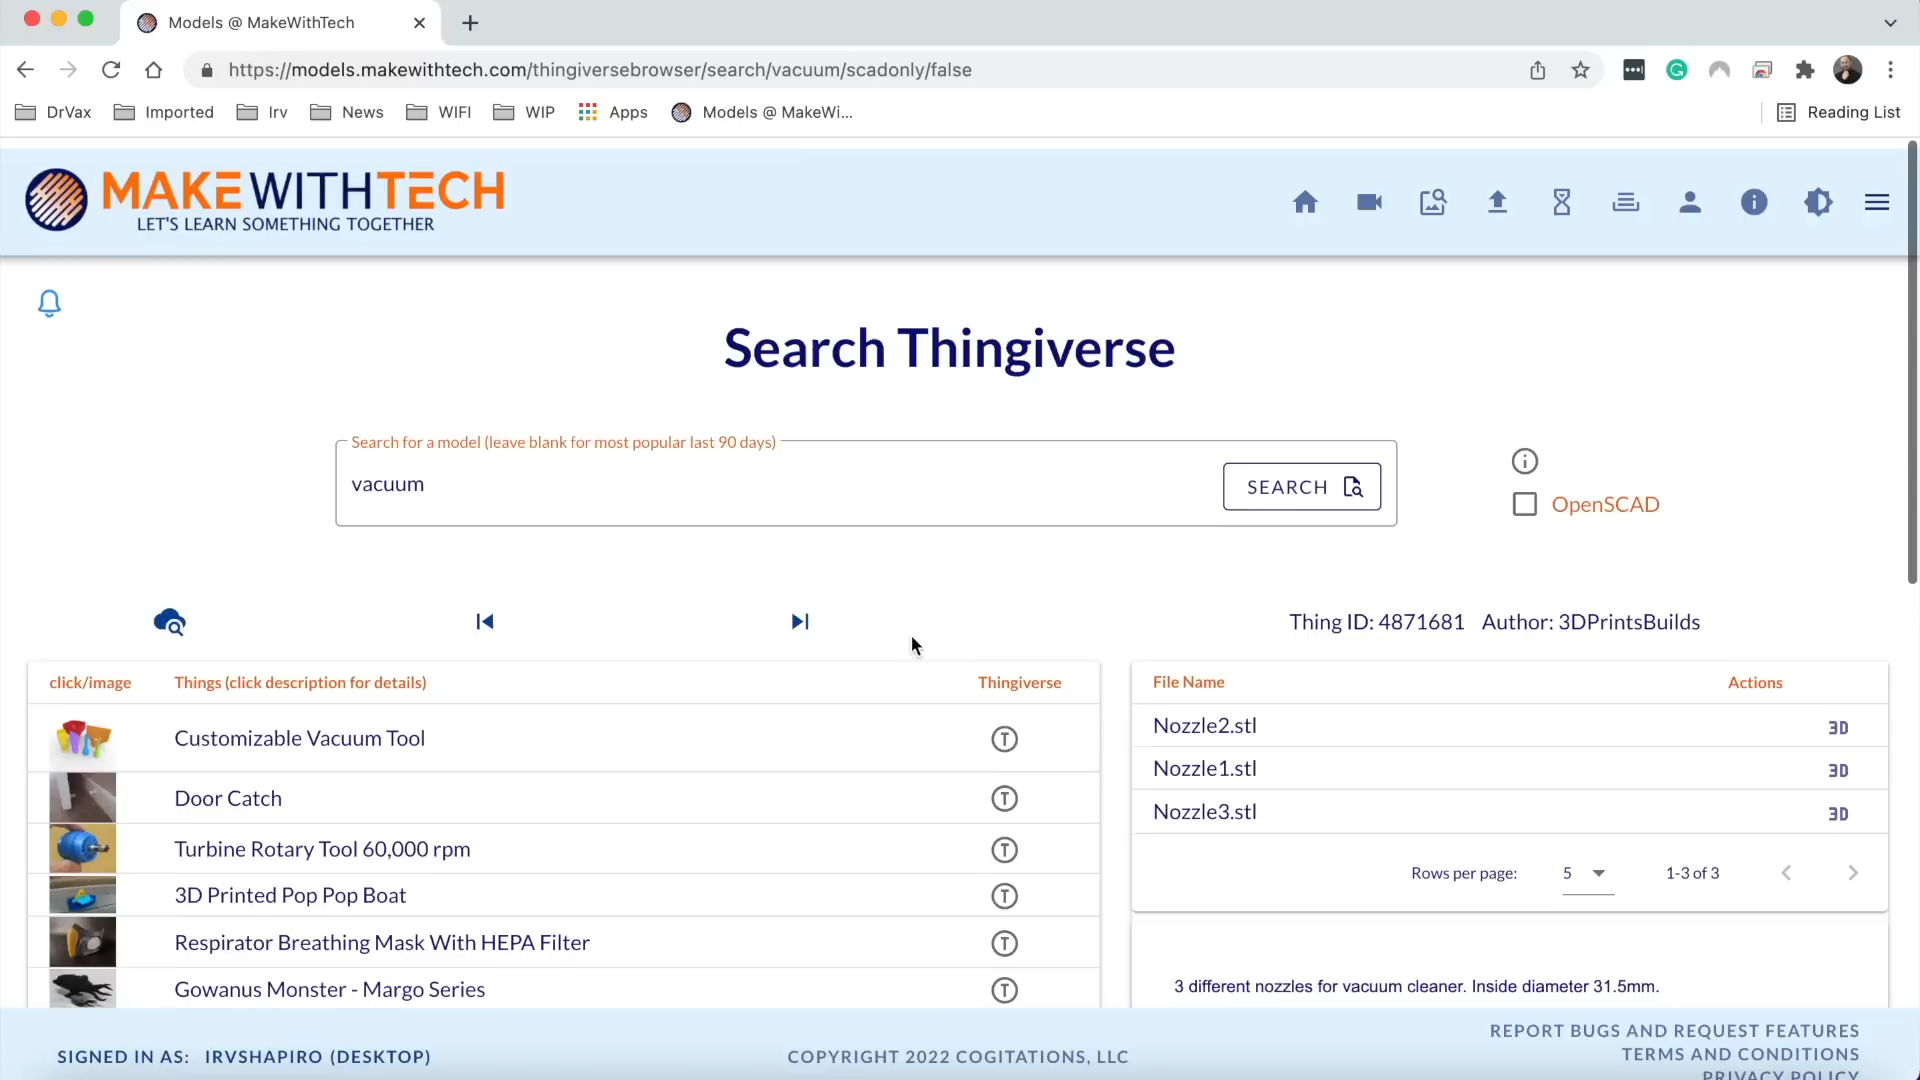 Models @ MakeWithTech
https://models.makewithtech.com/thingiversebrowser/search/vacuum/scadonly/false
DrVax Imported Irv News WIFI WIP Apps Models @ MakeWi... Reading List
MAKEWITHTECH
LET'S LEARN SOMETHING TOGETHER
Search Thingiverse
Search for a model (leave blank for most popular last 90 days)
vacuum
SEARCH
OpenSCAD
Thing ID: 4871681 Author: 3DPrintsBuilds
click/image Things (click description for details) Thingiverse
Customizable Vacuum Tool T
Door Catch T
Turbine Rotary Tool 60,000 rpm T
3D Printed Pop Pop Boat T
Respirator Breathing Mask With HEPA Filter T
Gowanus Monster - Margo Series T
File Name Actions
Nozzle2.stl 3D
Nozzle1.stl 3D
Nozzle3.stl 3D
Rows per page: 5 1-3 of 3
3 different nozzles for vacuum cleaner. Inside diameter 31.5mm.
SIGNED IN AS: IRVSHAPIRO (DESKTOP)
COPYRIGHT 2022 COGITATIONS, LLC
REPORT BUGS AND REQUEST FEATURES
TERMS AND CONDITIONS
PRIVACY POLICY